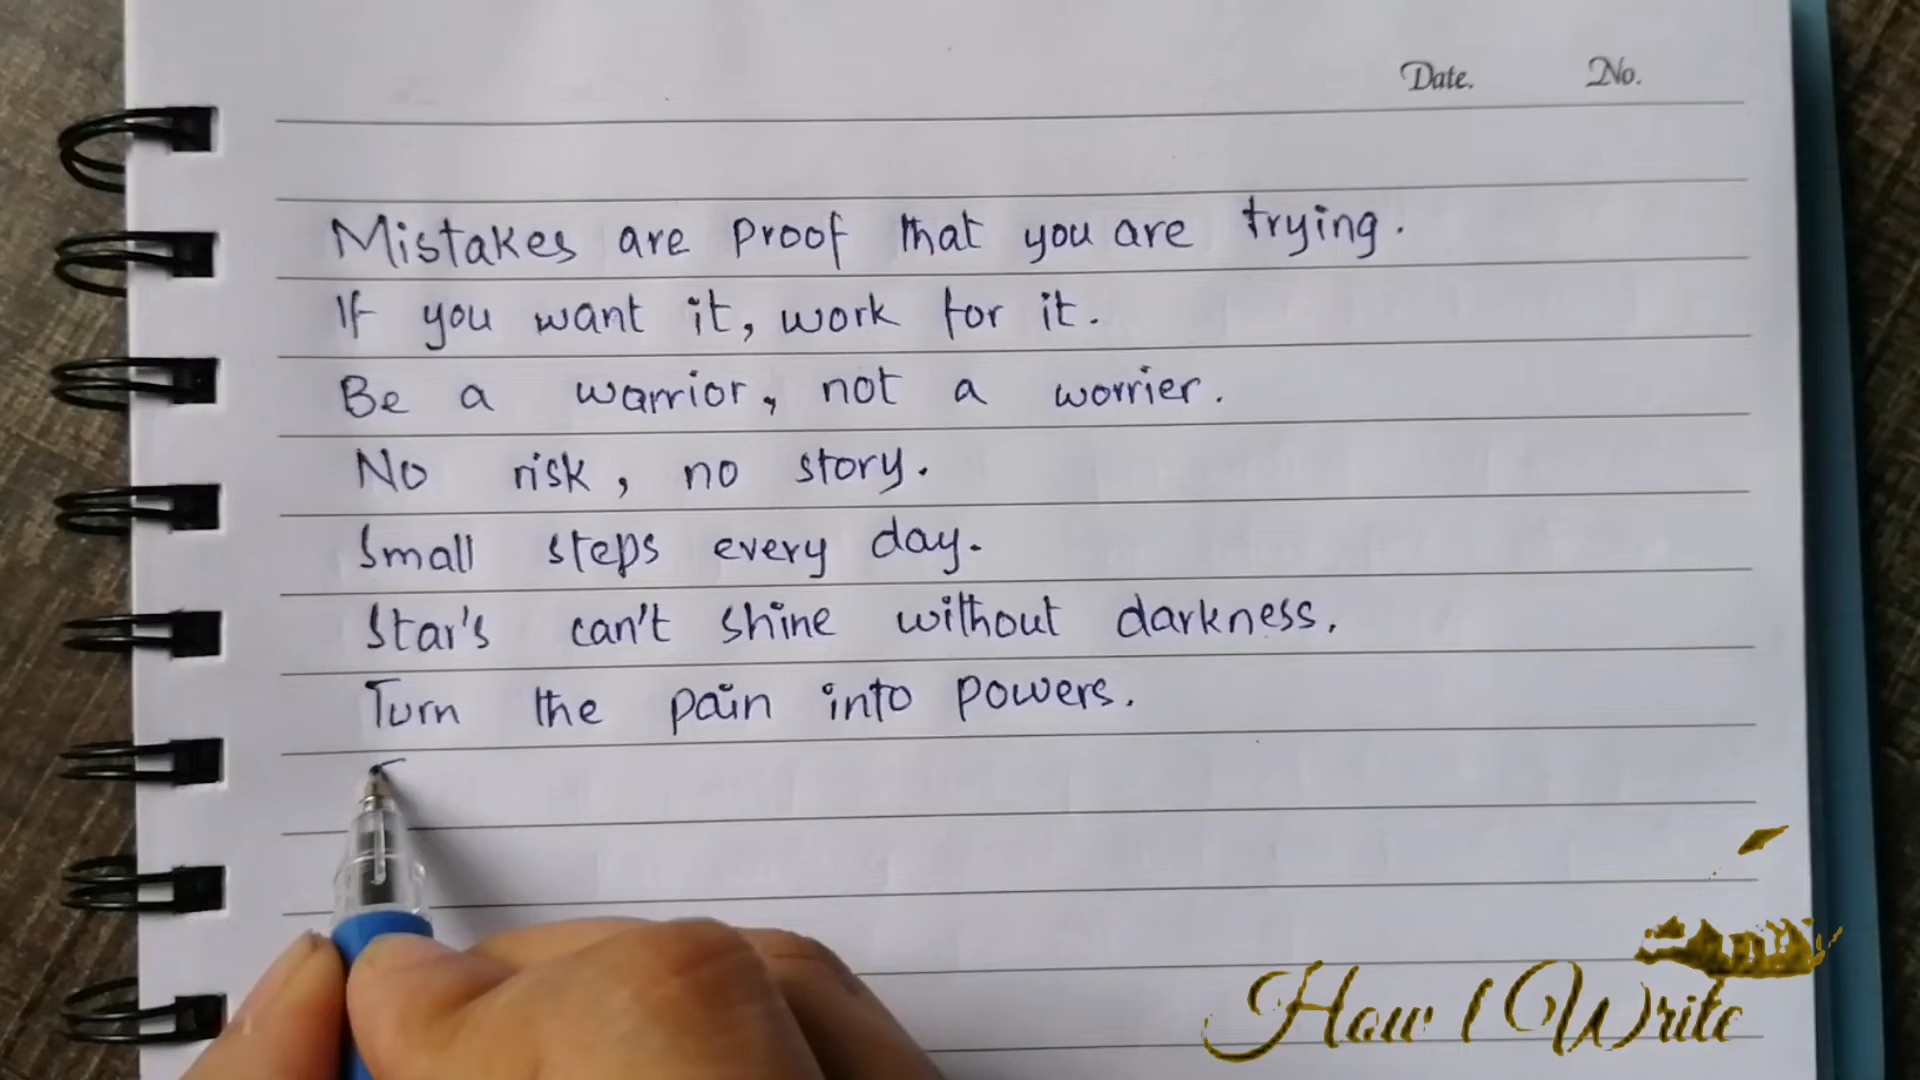 Date. No.
Mistakes are proof that you are trying.
If you want it, work for it.
Be a warrior, not a worrier.
No risk, no story.
Small steps every day.
Star's can't shine without darkness.
Turn the pain into powers.
How I Write